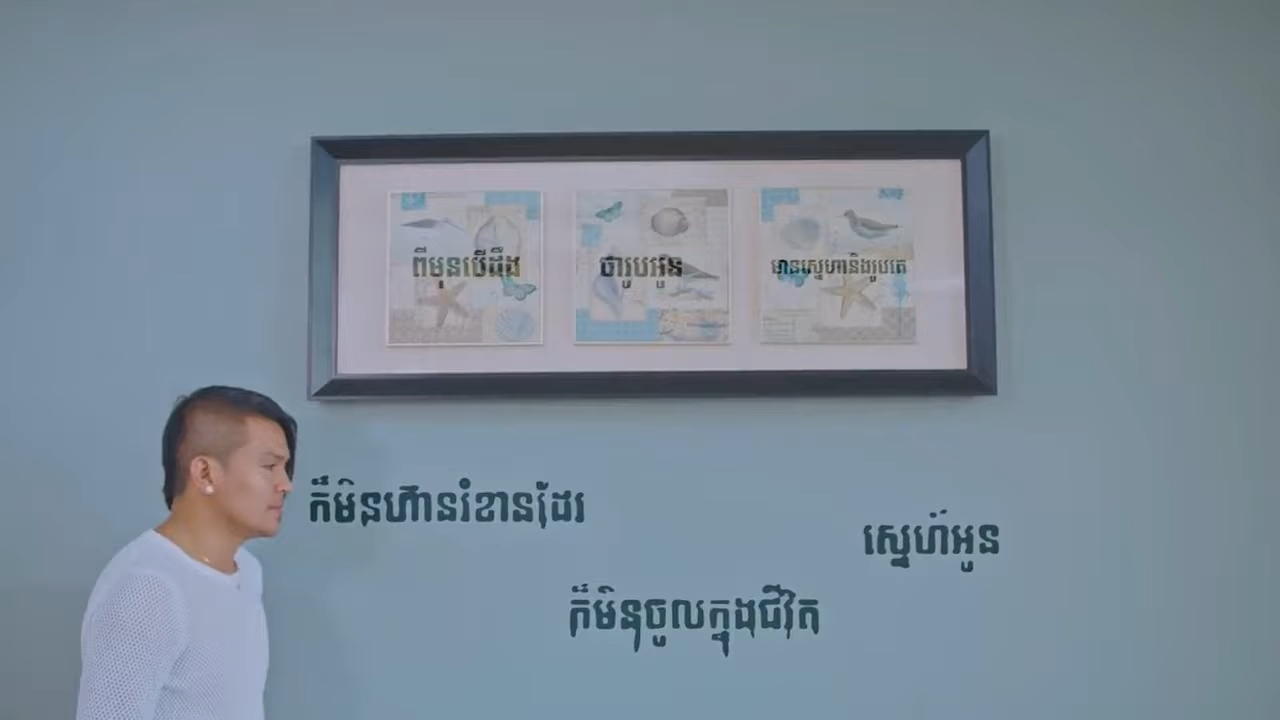 ពីមុនបើដឹង
ថារូបអូន
មានស្នេហានឹងរូបគេ
ក៏មិនហ៊ានរំខានដែរ
ស្នេហ៍អូន
ក៏មិនចូលក្នុងជីវិត